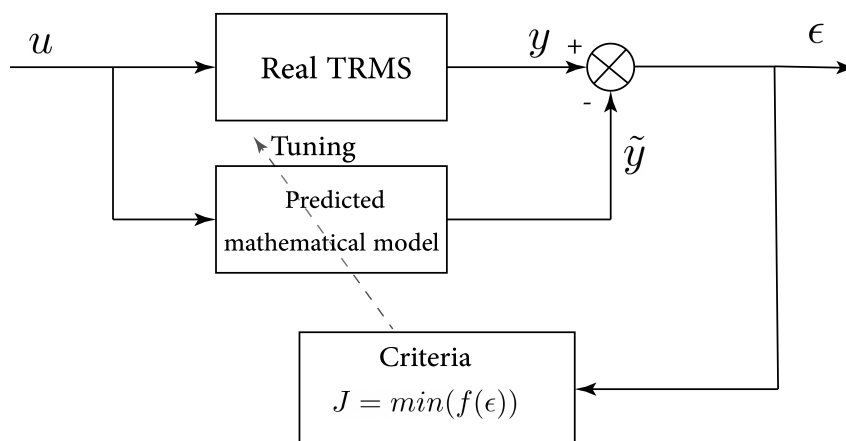 u
Real TRMS
y
+
ϵ
-
Tuning
ỹ
Predicted
mathematical model
Criteria
J = min(f(ϵ))